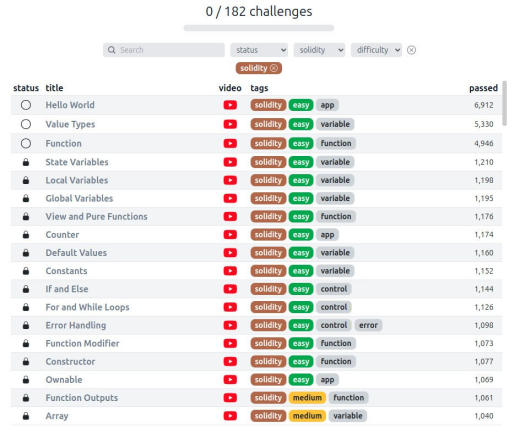 0 / 182 challenges
Search status solidity difficulty
solidity
status title video tags passed
Hello World solidity easy app 6,912
Value Types solidity easy variable 5,330
Function solidity easy function 4,946
State Variables solidity easy variable 1,210
Local Variables solidity easy variable 1,198
Global Variables solidity easy variable 1,195
View and Pure Functions solidity easy function 1,176
Counter solidity easy app 1,174
Default Values solidity easy variable 1,160
Constants solidity easy variable 1,152
If and Else solidity easy control 1,144
For and While Loops solidity easy control 1,126
Error Handling solidity easy control error 1,098
Function Modifier solidity easy function 1,073
Constructor solidity easy function 1,077
Ownable solidity easy app 1,069
Function Outputs solidity medium function 1,061
Array solidity medium variable 1,040